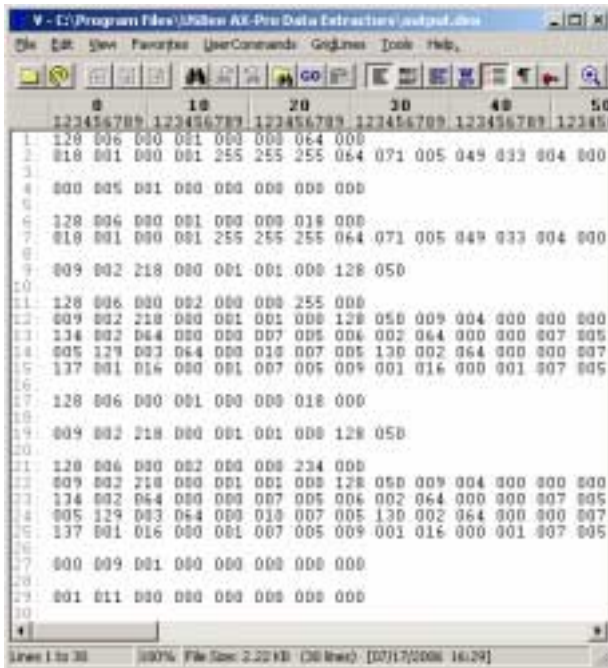 V - E:\Program Files\USBee AX-Pro Data Extractors\output.dex
File Edit View Favorites UserCommands GridLines Tools Help
GO
0 10 20 30 40 50
123456789 123456789 123456789 123456789 123456789 12345
1: 128 006 000 001 000 000 064 000
2: 018 001 000 001 255 255 255 064 071 005 049 033 004 000
3:
4: 000 005 001 000 000 000 000 000
5:
6: 128 006 000 001 000 000 018 000
7: 018 001 000 001 255 255 255 064 071 005 049 033 004 000
8:
9: 009 002 218 000 001 001 000 128 050
10:
11: 128 006 000 002 000 000 255 000
12: 009 002 218 000 001 001 000 128 050 009 004 000 000 000
13: 134 002 064 000 000 007 005 006 002 064 000 000 007 005
14: 005 129 003 064 000 010 007 005 130 002 064 000 000 007
15: 137 001 016 000 001 007 005 009 001 016 000 001 007 005
16:
17: 128 006 000 001 000 000 018 000
18:
19: 009 002 218 000 001 001 000 128 050
20:
21: 128 006 000 002 000 000 234 000
22: 009 002 218 000 001 001 000 128 050 009 004 000 000 000
23: 134 002 064 000 000 007 005 006 002 064 000 000 007 005
24: 005 129 003 064 000 010 007 005 130 002 064 000 000 007
25: 137 001 016 000 001 007 005 009 001 016 000 001 007 005
26:
27: 000 009 001 000 000 000 000 000
28:
29: 001 011 000 000 000 000 000 000
30:
Lines 1 to 30 100% File Size: 2.22 KB (30 lines) [07/17/2006 16:29]